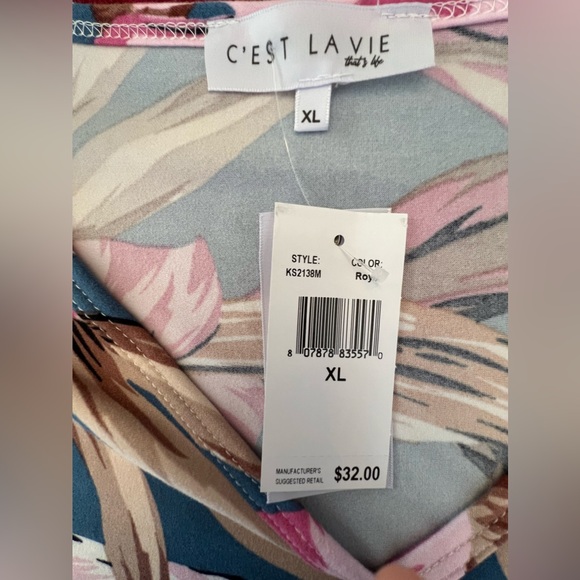 C'EST LA VIE
that's life
XL
STYLE: COLOR:
KS2138M Roy
8 07878 83557 0
XL
MANUFACTURER'S
SUGGESTED RETAIL $32.00